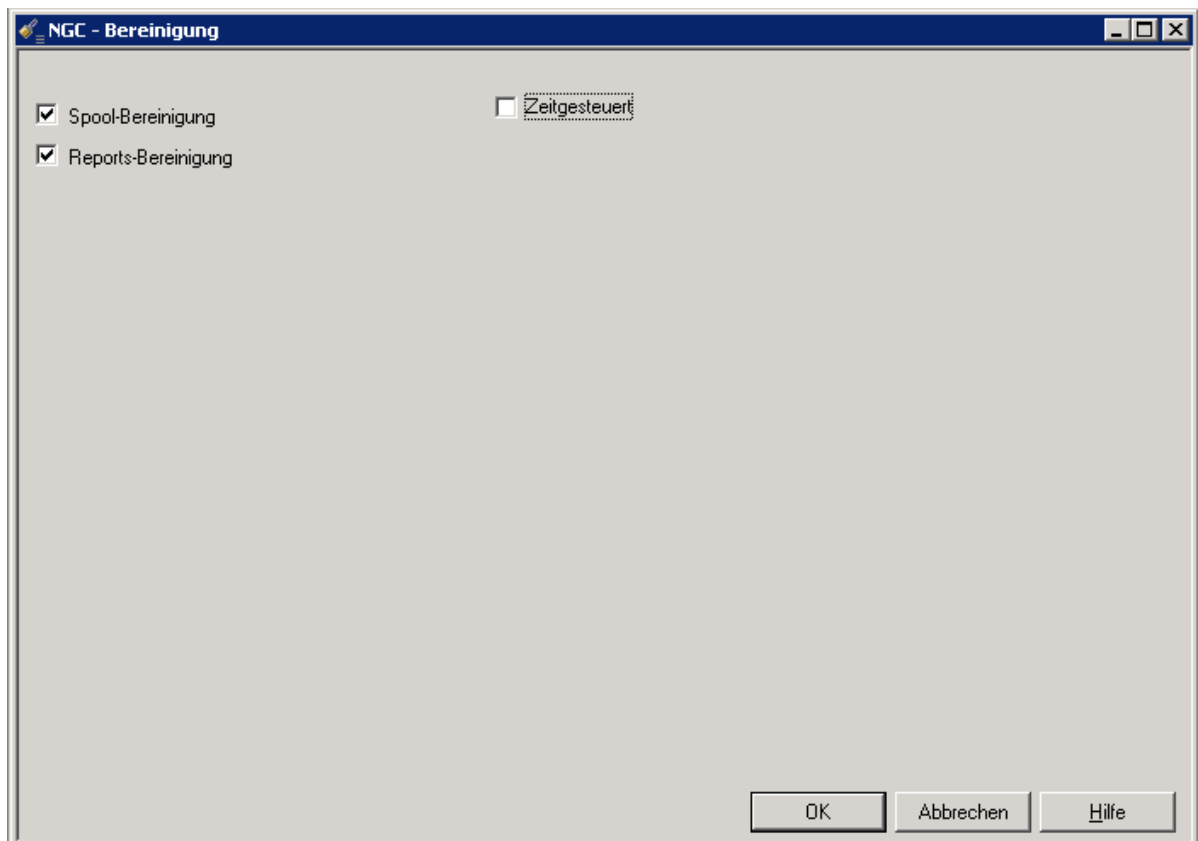 NGC - Bereinigung
Spool-Bereinigung
Zeitgesteuert
Reports-Bereinigung
OK
Abbrechen
Hilfe